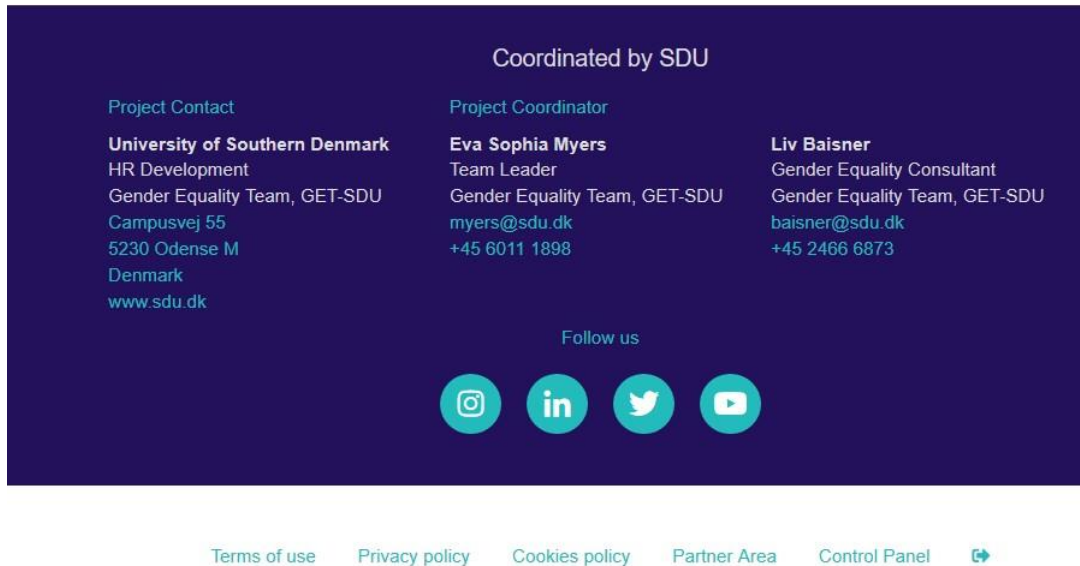 Coordinated by SDU
Project Contact
University of Southern Denmark
HR Development
Gender Equality Team, GET-SDU
Campusvej 55
5230 Odense M
Denmark
www.sdu.dk
Project Coordinator
Eva Sophia Myers
Team Leader
Gender Equality Team, GET-SDU
myers@sdu.dk
+45 6011 1898
Liv Baisner
Gender Equality Consultant
Gender Equality Team, GET-SDU
baisner@sdu.dk
+45 2466 6873
Follow us
in
Terms of use Privacy policy Cookies policy Partner Area Control Panel